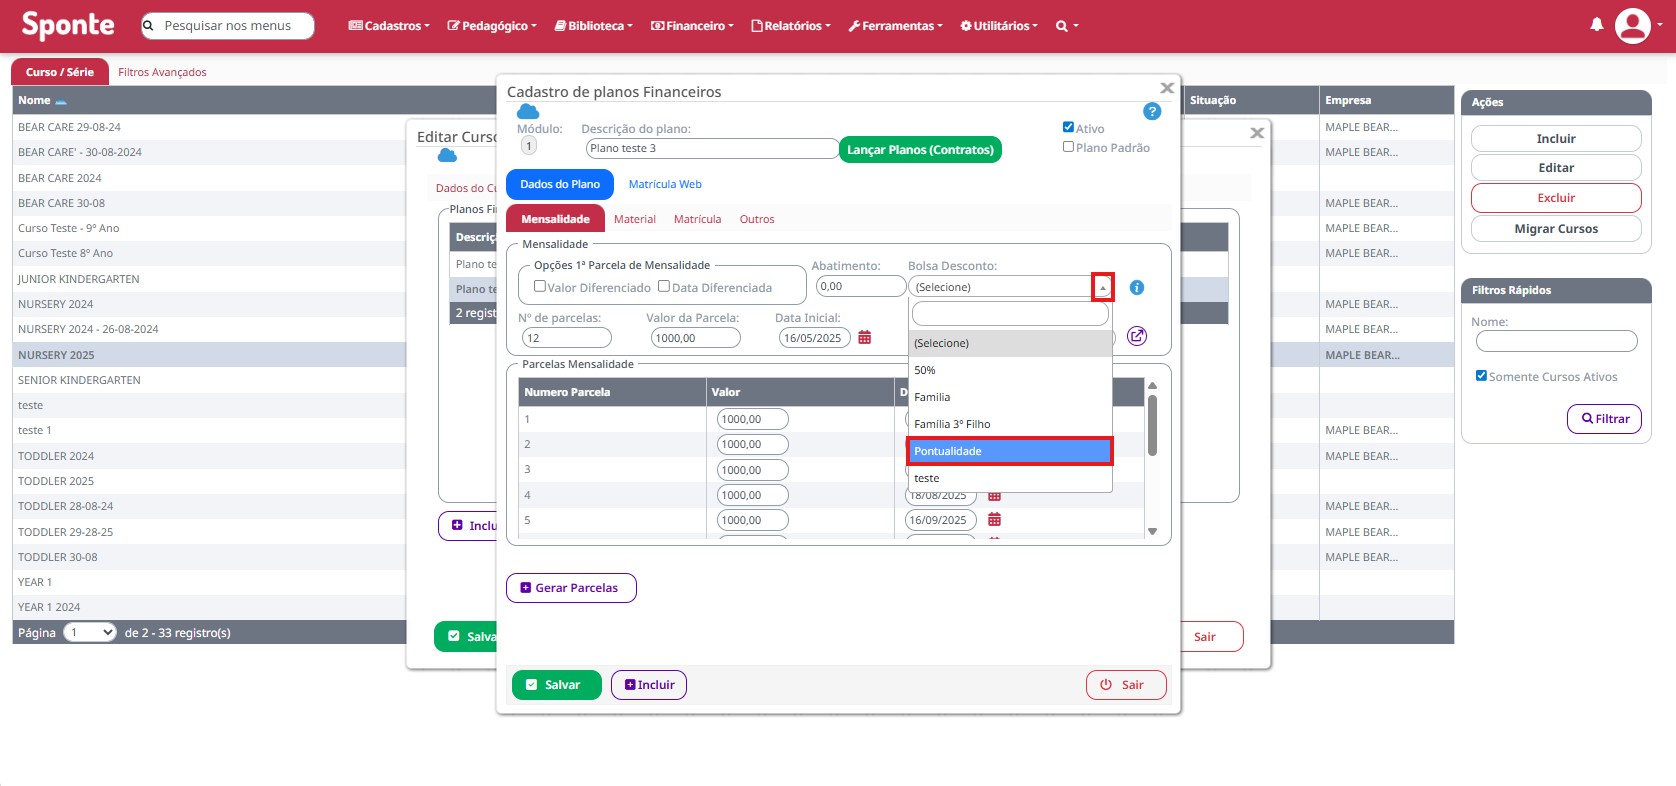 Sponte
Pesquisar nos menus
Cadastros
Pedagógico
Biblioteca
Financeiro
Relatórios
Ferramentas
Utilitários
Curso / Série
Filtros Avançados
Nome
Situação
Empresa
BEAR CARE 29-08-24
MAPLE BEAR...
BEAR CARE' - 30-08-2024
MAPLE BEAR...
BEAR CARE 2024
BEAR CARE 30-08
MAPLE BEAR...
Curso Teste - 9º Ano
MAPLE BEAR...
Curso Teste 8º Ano
MAPLE BEAR...
JUNIOR KINDERGARTEN
NURSERY 2024
MAPLE BEAR...
NURSERY 2024 - 26-08-2024
MAPLE BEAR...
NURSERY 2025
MAPLE BEAR...
SENIOR KINDERGARTEN
teste
teste 1
MAPLE BEAR...
TODDLER 2024
MAPLE BEAR...
TODDLER 2025
TODDLER 28-08-24
MAPLE BEAR...
TODDLER 29-28-25
MAPLE BEAR...
TODDLER 30-08
MAPLE BEAR...
YEAR 1
YEAR 1 2024
Página 1 de 2 - 33 registro(s)
Editar Curso
Dados do Cu
Planos Fi
Descriçã
Plano te
Plano te
2 regist
Inclu
Salva
Sair
Cadastro de planos Financeiros
Módulo:
1
Descrição do plano:
Plano teste 3
Lançar Planos (Contratos)
Ativo
Plano Padrão
Dados do Plano
Matrícula Web
Mensalidade
Material
Matrícula
Outros
Mensalidade
Opções 1ª Parcela de Mensalidade
Valor Diferenciado
Data Diferenciada
Abatimento:
0,00
Bolsa Desconto:
(Selecione)
Nº de parcelas:
12
Valor da Parcela:
1000,00
Data Inicial:
16/05/2025
(Selecione)
50%
Familia
Família 3º Filho
Pontualidade
teste
Parcelas Mensalidade
Numero Parcela
Valor
D
1
1000,00
2
1000,00
3
1000,00
4
1000,00
18/08/2025
5
1000,00
16/09/2025
Gerar Parcelas
Salvar
Incluir
Sair
Ações
Incluir
Editar
Excluir
Migrar Cursos
Filtros Rápidos
Nome:
Somente Cursos Ativos
Filtrar